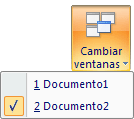 Cambiar
ventanas
1 Documento1
2 Documento2